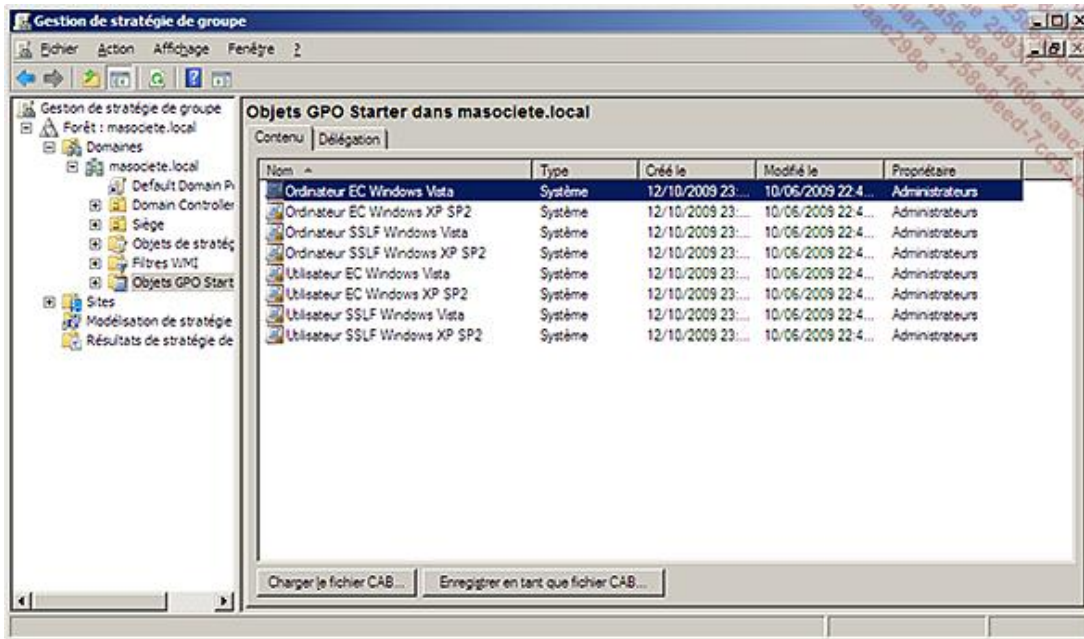 Gestion de stratégie de groupe
Fichier Action Affichage Fenêtre ?
Gestion de stratégie de groupe
Forêt : masociete.local
Domaines
masociete.local
Default Domain P
Domain Controller
Siège
Objets de stratég
Filtres WMI
Objets GPO Start
Sites
Modélisation de stratégie
Résultats de stratégie de
Objets GPO Starter dans masociete.local
Contenu Délégation
Nom Type Créé le Modifié le Propriétaire
Ordinateur EC Windows Vista Système 12/10/2009 23:... 10/06/2009 22:4... Administrateurs
Ordinateur EC Windows XP SP2 Système 12/10/2009 23:... 10/06/2009 22:4... Administrateurs
Ordinateur SSLF Windows Vista Système 12/10/2009 23:... 10/06/2009 22:4... Administrateurs
Ordinateur SSLF Windows XP SP2 Système 12/10/2009 23:... 10/06/2009 22:4... Administrateurs
Utilisateur EC Windows Vista Système 12/10/2009 23:... 10/06/2009 22:4... Administrateurs
Utilisateur EC Windows XP SP2 Système 12/10/2009 23:... 10/06/2009 22:4... Administrateurs
Utilisateur SSLF Windows Vista Système 12/10/2009 23:... 10/06/2009 22:4... Administrateurs
Utilisateur SSLF Windows XP SP2 Système 12/10/2009 23:... 10/06/2009 22:4... Administrateurs
Charger le fichier CAB... Enregistrer en tant que fichier CAB...